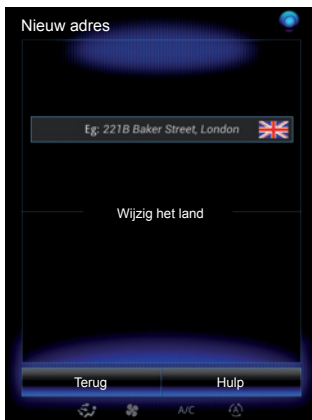 Nieuw adres
Eg: 221B Baker Street, London
Wijzig het land
Terug Hulp
A/C A